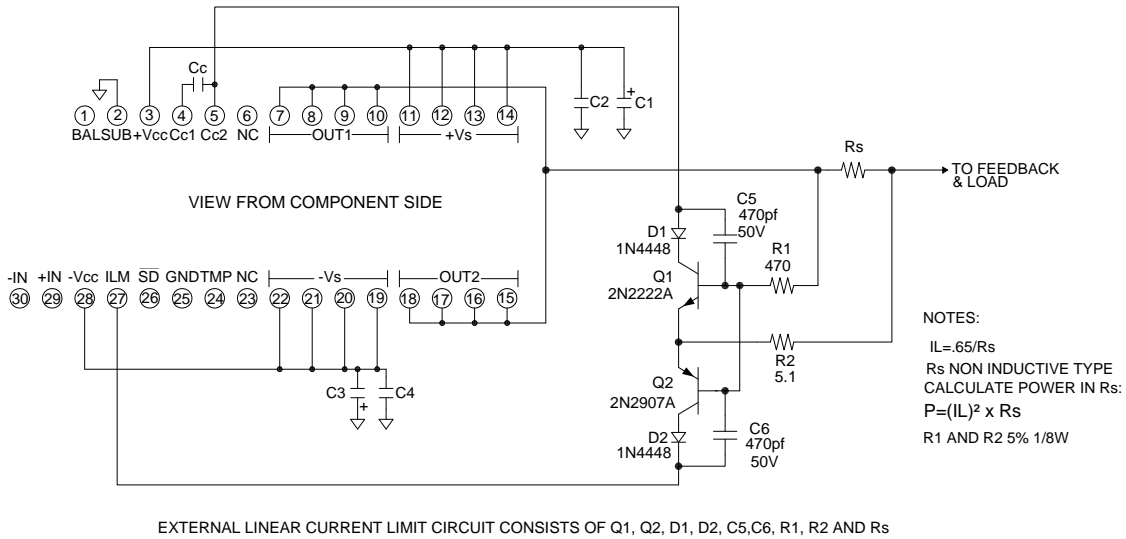 Cc
1 2 3 4 5 6 7 8 9 10 11 12 13 14
BAL SUB +Vcc Cc1 Cc2 NC OUT1 +Vs
C2 + C1
Rs
TO FEEDBACK
& LOAD
VIEW FROM COMPONENT SIDE
C5
470pf
50V
D1
1N4448
R1
470
Q1
2N2222A
-IN +IN -Vcc ILM SD GND TMP NC -Vs OUT2
30 29 28 27 26 25 24 23 22 21 20 19 18 17 16 15
R2
5.1
Q2
2N2907A
C3 + C4
D2
1N4448
C6
470pf
50V
NOTES:
IL=.65/Rs
Rs NON INDUCTIVE TYPE
CALCULATE POWER IN Rs:
P=(IL)² x Rs
R1 AND R2 5% 1/8W
EXTERNAL LINEAR CURRENT LIMIT CIRCUIT CONSISTS OF Q1, Q2, D1, D2, C5,C6, R1, R2 AND Rs